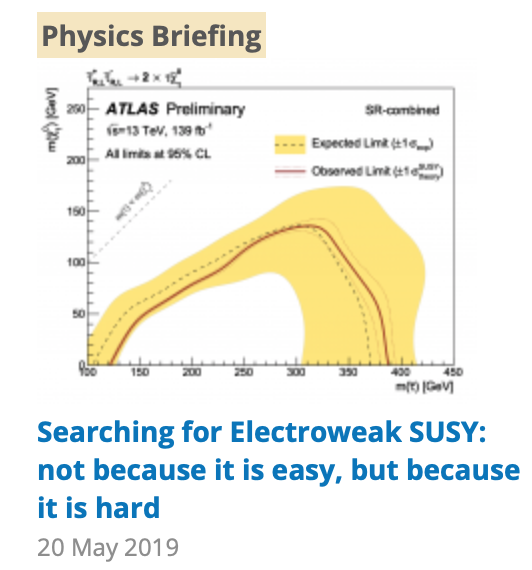 Physics Briefing
ATLAS Preliminary
√s=13 TeV, 139 fb⁻¹
All limits at 95% CL
SR-combined
Expected Limit (±1 σexp)
Observed Limit (±1 σSUSY theory)
250
200
150
100
50
0
100 150 200 250 300 350 400 450
m(τ̃) [GeV]
Searching for Electroweak SUSY:
not because it is easy, but because
it is hard
20 May 2019